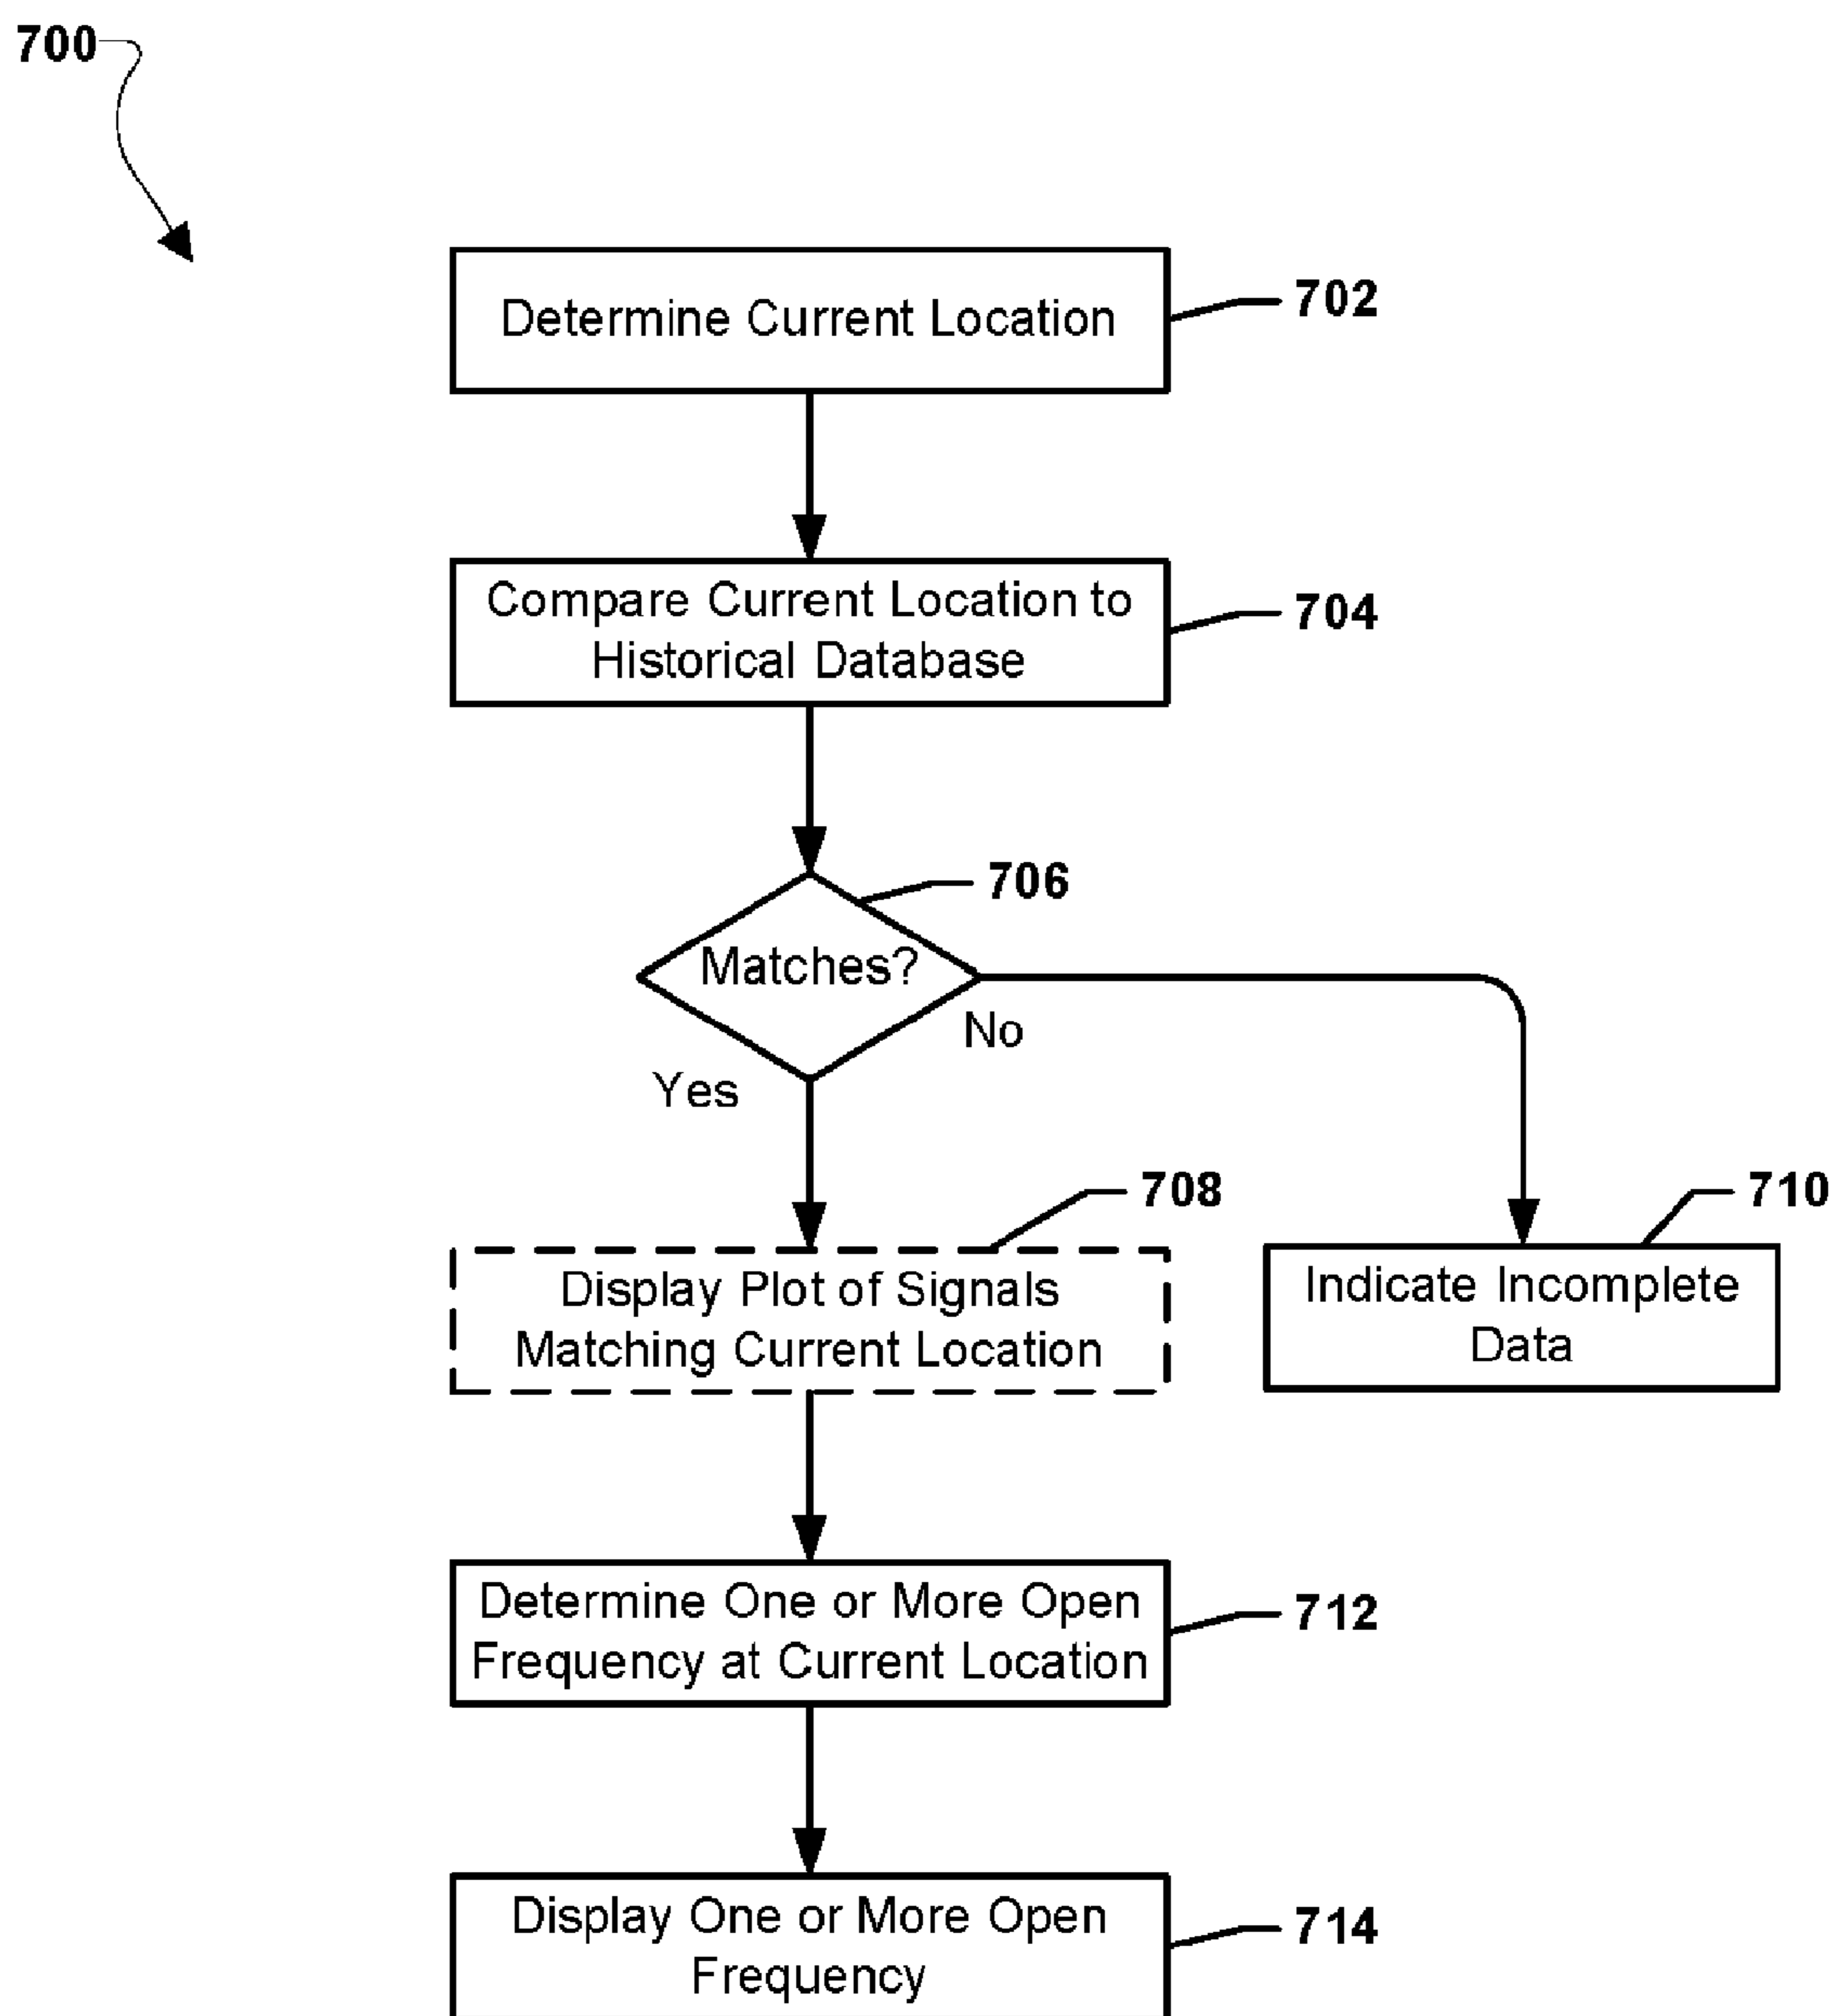 700
Determine Current Location
702
Compare Current Location to
Historical Database
704
706
Matches?
No
Yes
708
Display Plot of Signals
Matching Current Location
710
Indicate Incomplete
Data
Determine One or More Open
Frequency at Current Location
712
Display One or More Open
Frequency
714